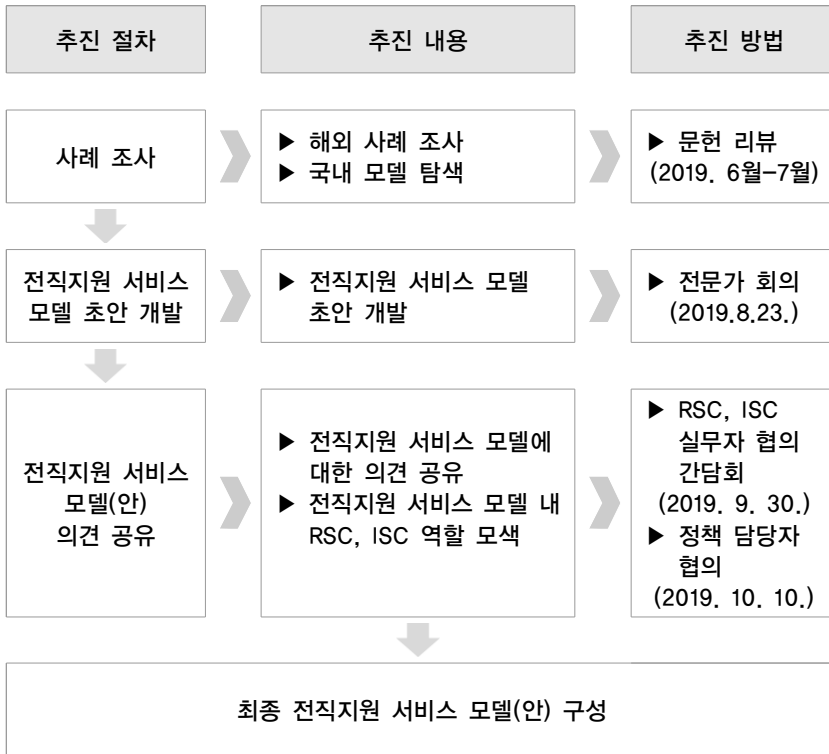 추진 절차
추진 내용
추진 방법
사례 조사
▶ 해외 사례 조사
▶ 국내 모델 탐색
▶ 문헌 리뷰
(2019. 6월-7월)
전직지원 서비스
모델 초안 개발
▶ 전직지원 서비스 모델
초안 개발
▶ 전문가 회의
(2019.8.23.)
전직지원 서비스
모델(안)
의견 공유
▶ 전직지원 서비스 모델에
대한 의견 공유
▶ 전직지원 서비스 모델 내
RSC, ISC 역할 모색
▶ RSC, ISC
실무자 협의
간담회
(2019. 9. 30.)
▶ 정책 담당자
협의
(2019. 10. 10.)
최종 전직지원 서비스 모델(안) 구성